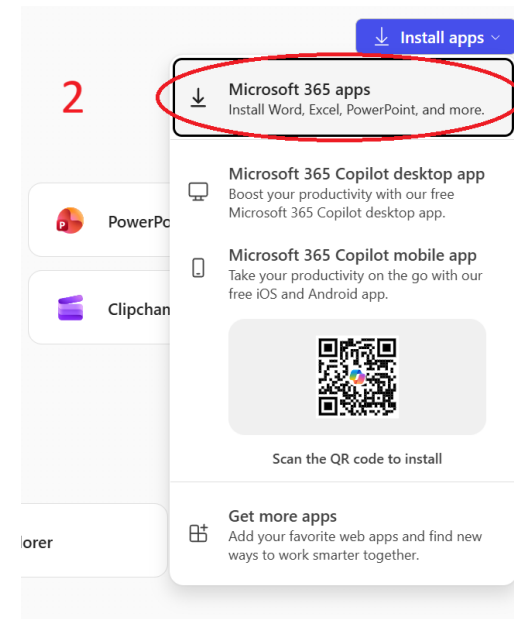 Install apps
2
Microsoft 365 apps
Install Word, Excel, PowerPoint, and more.
Microsoft 365 Copilot desktop app
Boost your productivity with our free
Microsoft 365 Copilot desktop app.
PowerPo
Microsoft 365 Copilot mobile app
Take your productivity on the go with our
free iOS and Android app.
Clipchan
Scan the QR code to install
Get more apps
Add your favorite web apps and find new
ways to work smarter together.
lorer